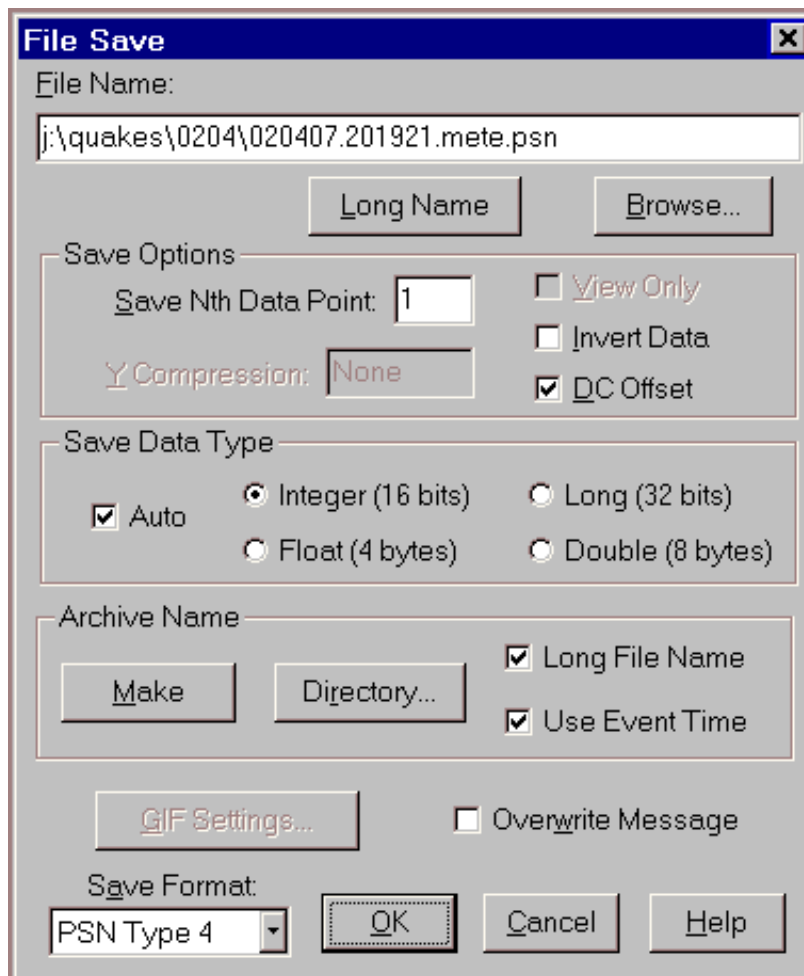 File Save
File Name:
j:\quakes\0204\020407.201921.mete.psn
Long Name Browse...
Save Options
Save Nth Data Point: 1 View Only
Invert Data
Y Compression: None
DC Offset
Save Data Type
Auto Integer (16 bits) Long (32 bits)
Float (4 bytes) Double (8 bytes)
Archive Name
Make Directory... Long File Name
Use Event Time
GIF Settings... Overwrite Message
Save Format:
PSN Type 4 OK Cancel Help